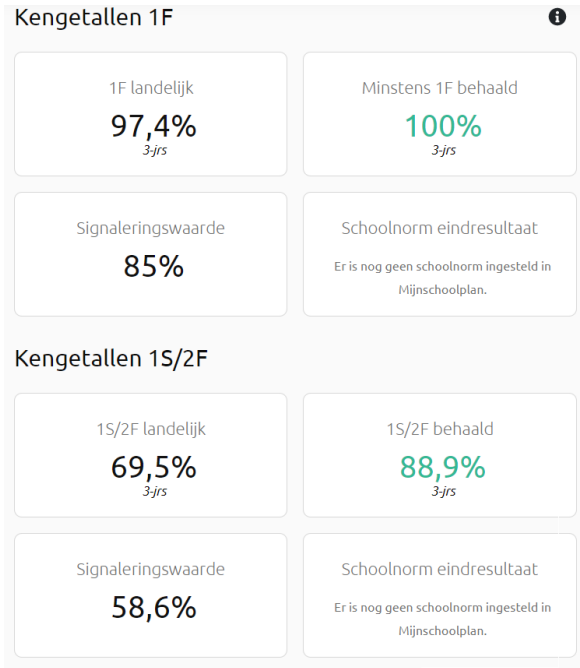 Kengetallen 1F
1F landelijk
97,4%
3-jrs
Minstens 1F behaald
100%
3-jrs
Signaleringswaarde
85%
Schoolnorm eindresultaat
Er is nog geen schoolnorm ingesteld in
Mijnschoolplan.
Kengetallen 1S/2F
1S/2F landelijk
69,5%
3-jrs
1S/2F behaald
88,9%
3-jrs
Signaleringswaarde
58,6%
Schoolnorm eindresultaat
Er is nog geen schoolnorm ingesteld in
Mijnschoolplan.